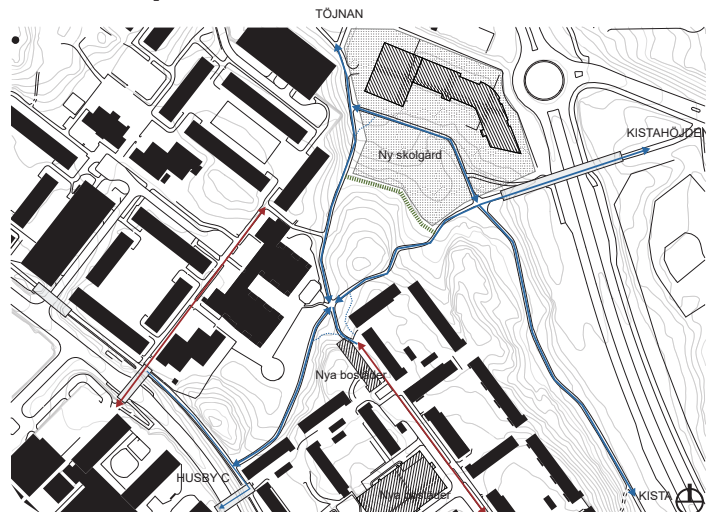 TÖJNAN
KISTAHÖJDEN
Ny skolgård
Nya bostäder
HUSBY C
Nya bostäder
KISTA